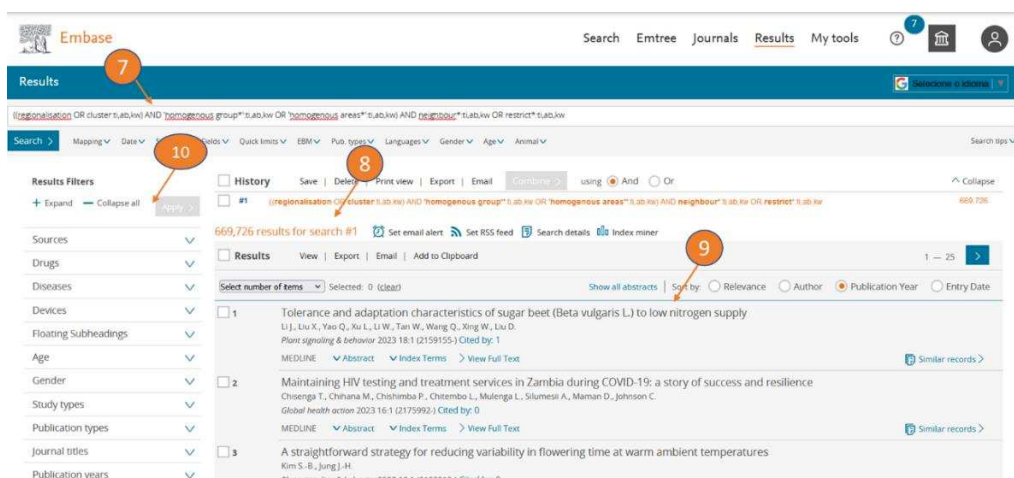 Embase
Search Emtree Journals Results My tools
7
7
Results
Selecione o idioma
((regionalisation OR cluster:ti,ab,kw) AND 'homogenous group*':ti,ab,kw OR 'homogenous areas*':ti,ab,kw) AND neighbour*:ti,ab,kw OR restrict*:ti,ab,kw
Search > Mapping Date Quick limits EBM Pub. types Languages Gender Age Animal Search tips
10
8
Results Filters
History Save | Delete | Print view | Export | Email Combine > using And Or Collapse
+ Expand — Collapse all Apply >
#1 ((regionalisation OR cluster:ti,ab,kw) AND 'homogenous group*':ti,ab,kw OR 'homogenous areas*':ti,ab,kw) AND neighbour*:ti,ab,kw OR restrict*:ti,ab,kw 669,726
669,726 results for search #1 Set email alert Set RSS feed Search details Index miner
9
Sources
Results View | Export | Email | Add to Clipboard 1 — 25 >
Drugs
Diseases
Select number of items Selected: 0 (clear) Show all abstracts | Sort by: Relevance Author Publication Year Entry Date
Devices
1 Tolerance and adaptation characteristics of sugar beet (Beta vulgaris L.) to low nitrogen supply
Floating Subheadings
Li J., Liu X., Yao Q., Xu L., Li W., Tan W., Wang Q., Xing W., Liu D.
Plant signaling & behavior 2023 18:1 (2159155-) Cited by: 1
Age
MEDLINE Abstract Index Terms > View Full Text Similar records >
Gender
2 Maintaining HIV testing and treatment services in Zambia during COVID-19: a story of success and resilience
Study types
Chisenga T., Chihana M., Chishimba P., Chitembo L., Mulenga L., Silumesii A., Maman D., Johnson C.
Global health action 2023 16:1 (2175992-) Cited by: 0
Publication types
MEDLINE Abstract Index Terms > View Full Text Similar records >
Journal titles
3 A straightforward strategy for reducing variability in flowering time at warm ambient temperatures
Kim S.-B., Jung J.-H.
Publication years